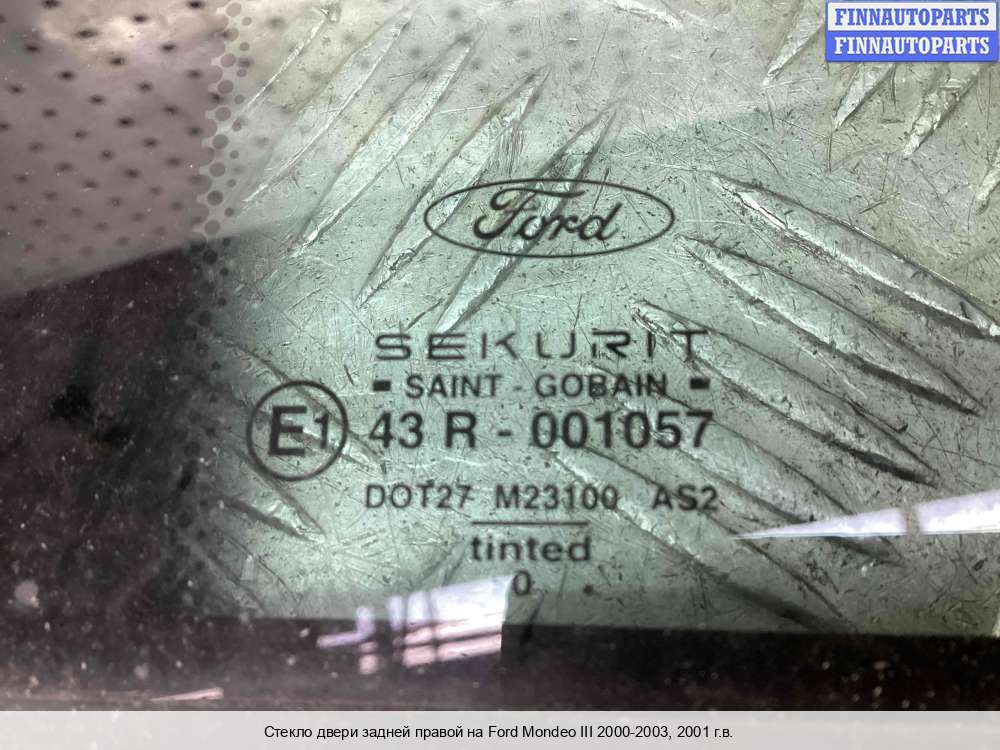 FINNAUTOPARTS
FINNAUTOPARTS
Ford
SEKURIT
SAINT - GOBAIN
E1 43 R - 001057
DOT27 M23100 AS2
tinted
0 .
Стекло двери задней правой на Ford Mondeo III 2000-2003, 2001 г.в.